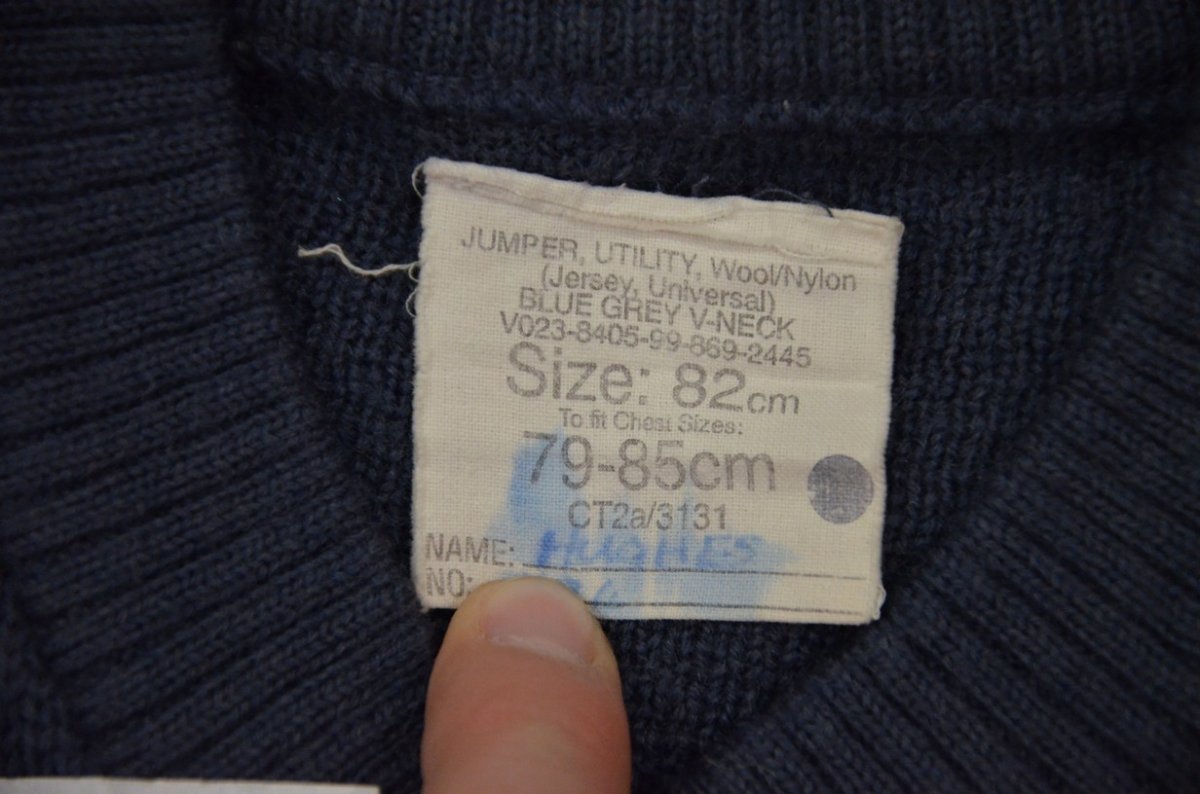 JUMPER, UTILITY, Wool/Nylon
(Jersey, Universal)
BLUE GREY V-NECK
V023-8405-99-869-2445
Size: 82cm
To fit Chest Sizes:
79-85cm
CT2a/3131
NAME: HUGHES
NO: